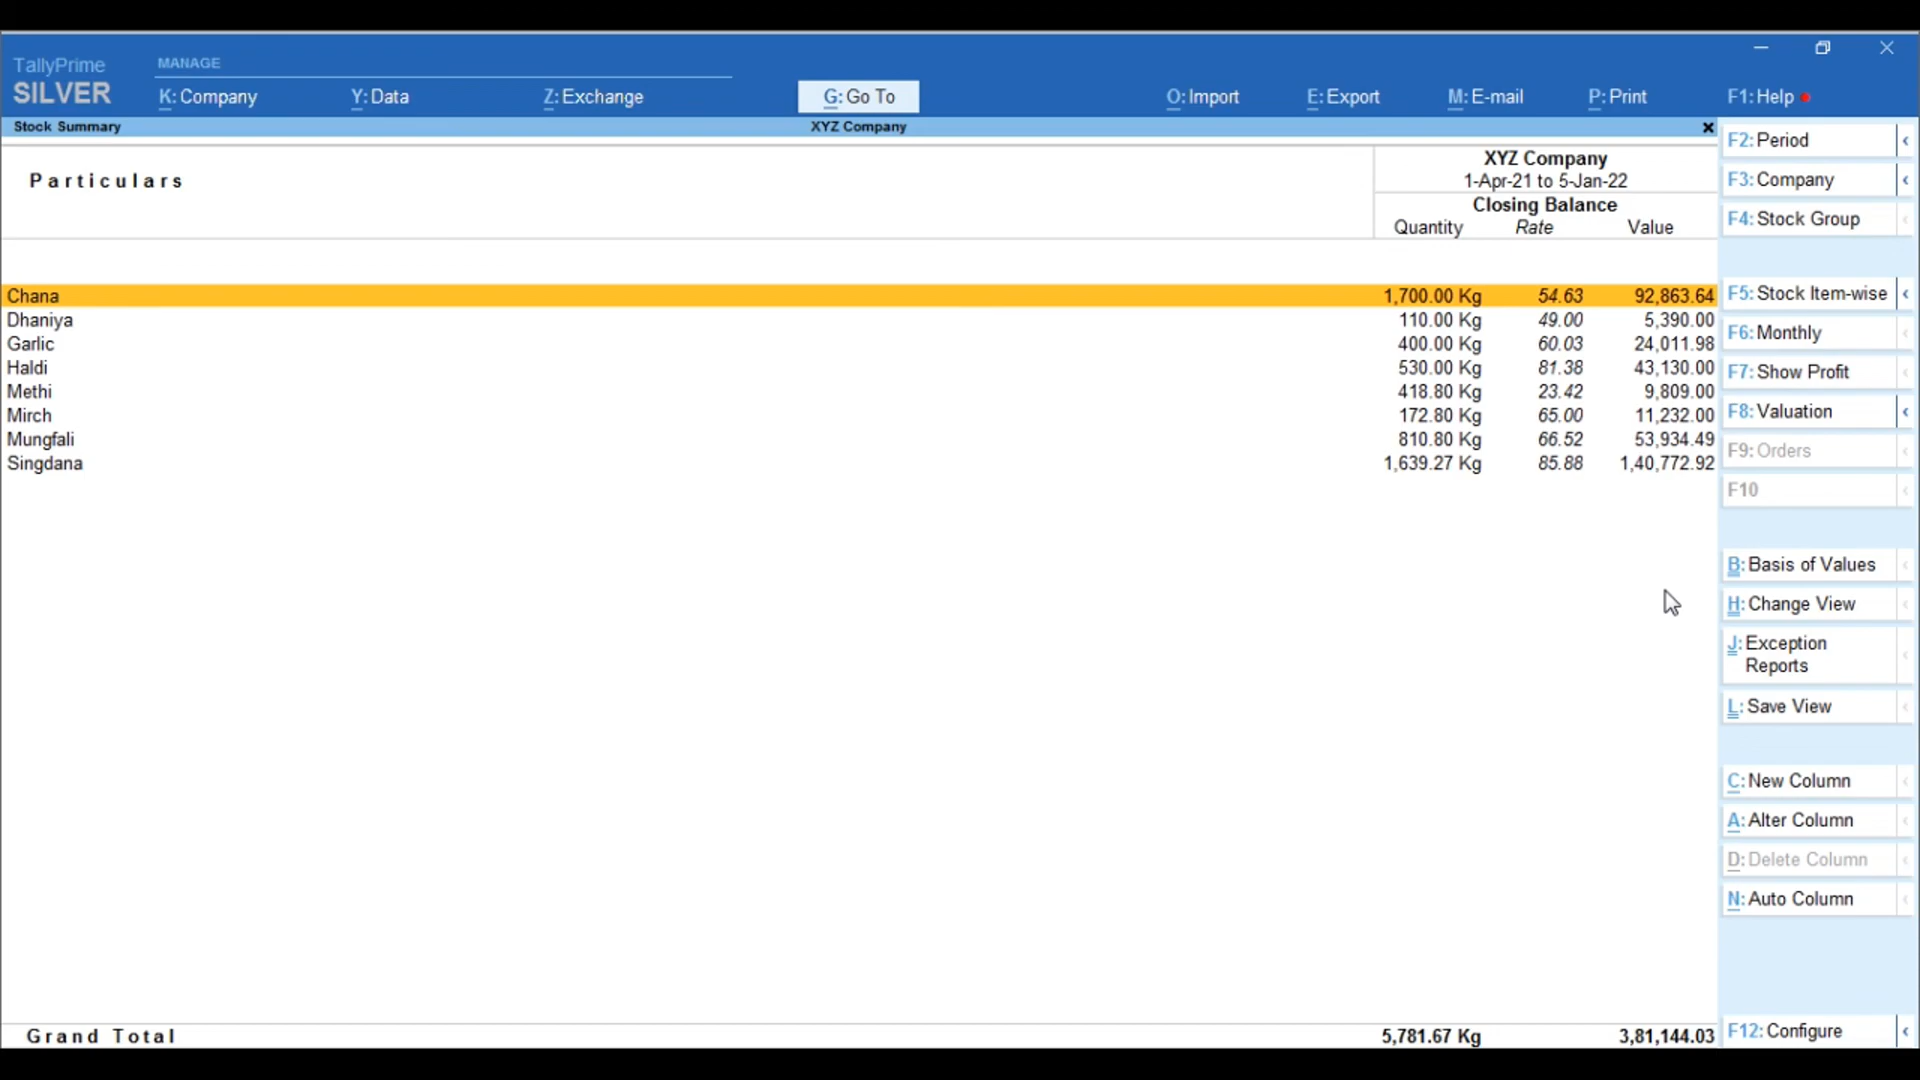 TallyPrime
SILVER
MANAGE
K: Company
Y: Data
Z: Exchange
G: Go To
O: Import
E: Export
M: E-mail
P: Print
F1: Help
Stock Summary
XYZ Company
Particulars
XYZ Company
1-Apr-21 to 5-Jan-22
Closing Balance
Quantity Rate Value
Chana 1,700.00 Kg 54.63 92,863.64
Dhaniya 110.00 Kg 49.00 5,390.00
Garlic 400.00 Kg 60.03 24,011.98
Haldi 530.00 Kg 81.38 43,130.00
Methi 418.80 Kg 23.42 9,809.00
Mirch 172.80 Kg 65.00 11,232.00
Mungfali 810.80 Kg 66.52 53,934.49
Singdana 1,639.27 Kg 85.88 1,40,772.92
Grand Total 5,781.67 Kg 3,81,144.03
F2: Period
F3: Company
F4: Stock Group
F5: Stock Item-wise
F6: Monthly
F7: Show Profit
F8: Valuation
F9: Orders
F10
B: Basis of Values
H: Change View
J: Exception
Reports
L: Save View
C: New Column
A: Alter Column
D: Delete Column
N: Auto Column
F12: Configure